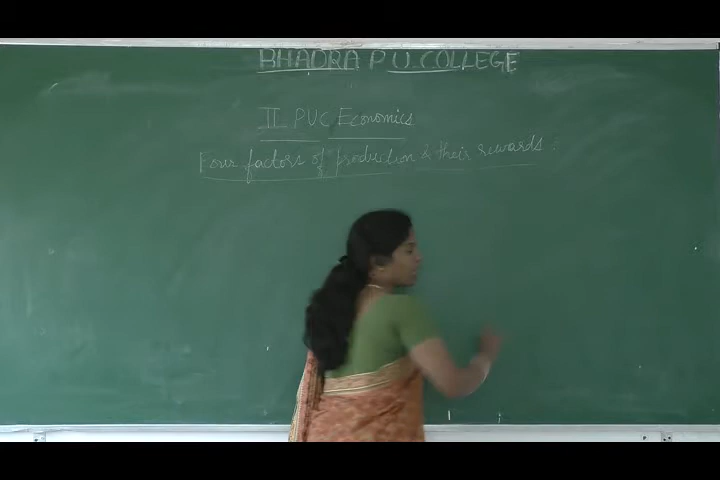 BHADRA P U. COLLEGE
II PUC Economics
Four factors of production & their rewards :